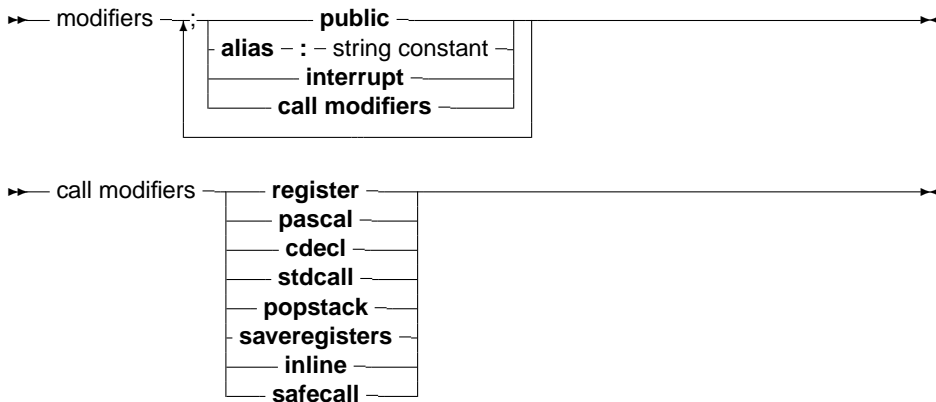 modifiers ; public
alias : string constant
interrupt
call modifiers
call modifiers register
pascal
cdecl
stdcall
popstack
saveregisters
inline
safecall